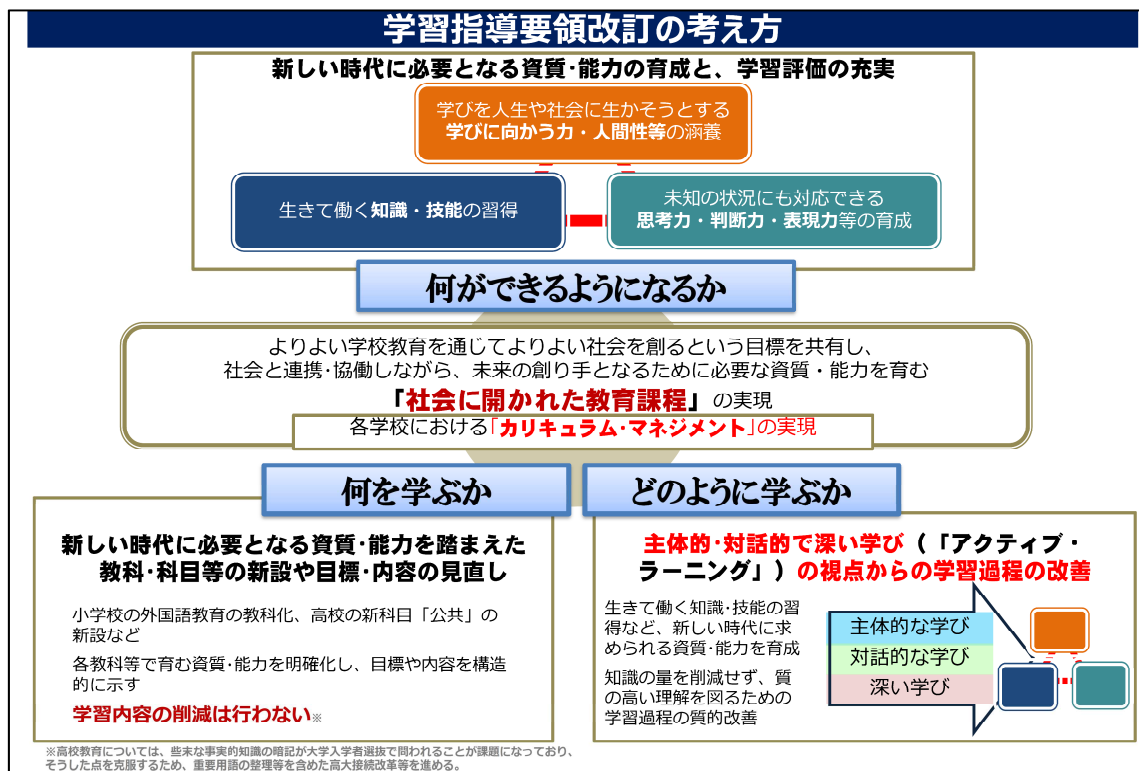 学習指導要領改訂の考え方
新しい時代に必要となる資質･能力の育成と、学習評価の充実
学びを人生や社会に生かそうとする
学びに向かう力・人間性等の涵養
生きて働く知識・技能の習得
未知の状況にも対応できる
思考力・判断力・表現力等の育成
何ができるようになるか
よりよい学校教育を通じてよりよい社会を創るという目標を共有し、
社会と連携･協働しながら、未来の創り手となるために必要な資質・能力を育む
「社会に開かれた教育課程」の実現
各学校における「カリキュラム･マネジメント」の実現
何を学ぶか
新しい時代に必要となる資質･能力を踏まえた
教科･科目等の新設や目標･内容の見直し
小学校の外国語教育の教科化、高校の新科目「公共」の
新設など
各教科等で育む資質･能力を明確化し、目標や内容を構造
的に示す
学習内容の削減は行わない※
どのように学ぶか
主体的･対話的で深い学び（「アクティブ・
ラーニング」）の視点からの学習過程の改善
生きて働く知識･技能の習
得など、新しい時代に求
められる資質･能力を育成
知識の量を削減せず、質
の高い理解を図るための
学習過程の質的改善
主体的な学び
対話的な学び
深い学び
※高校教育については、些末な事実的知識の暗記が大学入学者選抜で問われることが課題になっており、
そうした点を克服するため、重要用語の整理等を含めた高大接続改革等を進める。